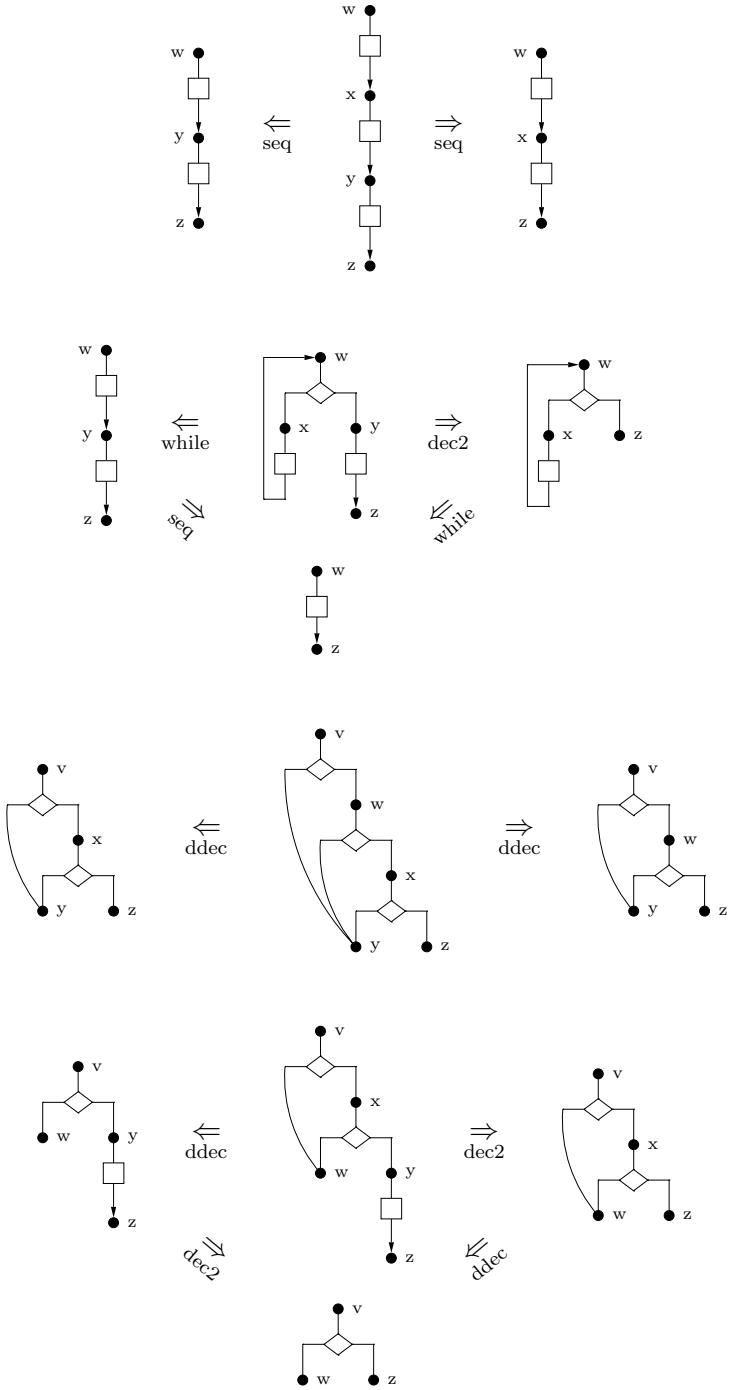 w
w w
x
⇐ ⇒
seq seq
y x
y
z z
z
w w w
y x y x z
⇐ ⇒
while dec2
z z
seq while
⇘ ⇙
w
z
v
v v
w
x ⇐ ⇒ w
ddec ddec
x
y z y z
y z
v
v v
x
w y ⇐ ⇒ x
ddec dec2
w y
z w z
z
dec2 ddec
⇘ ⇙
v
w z